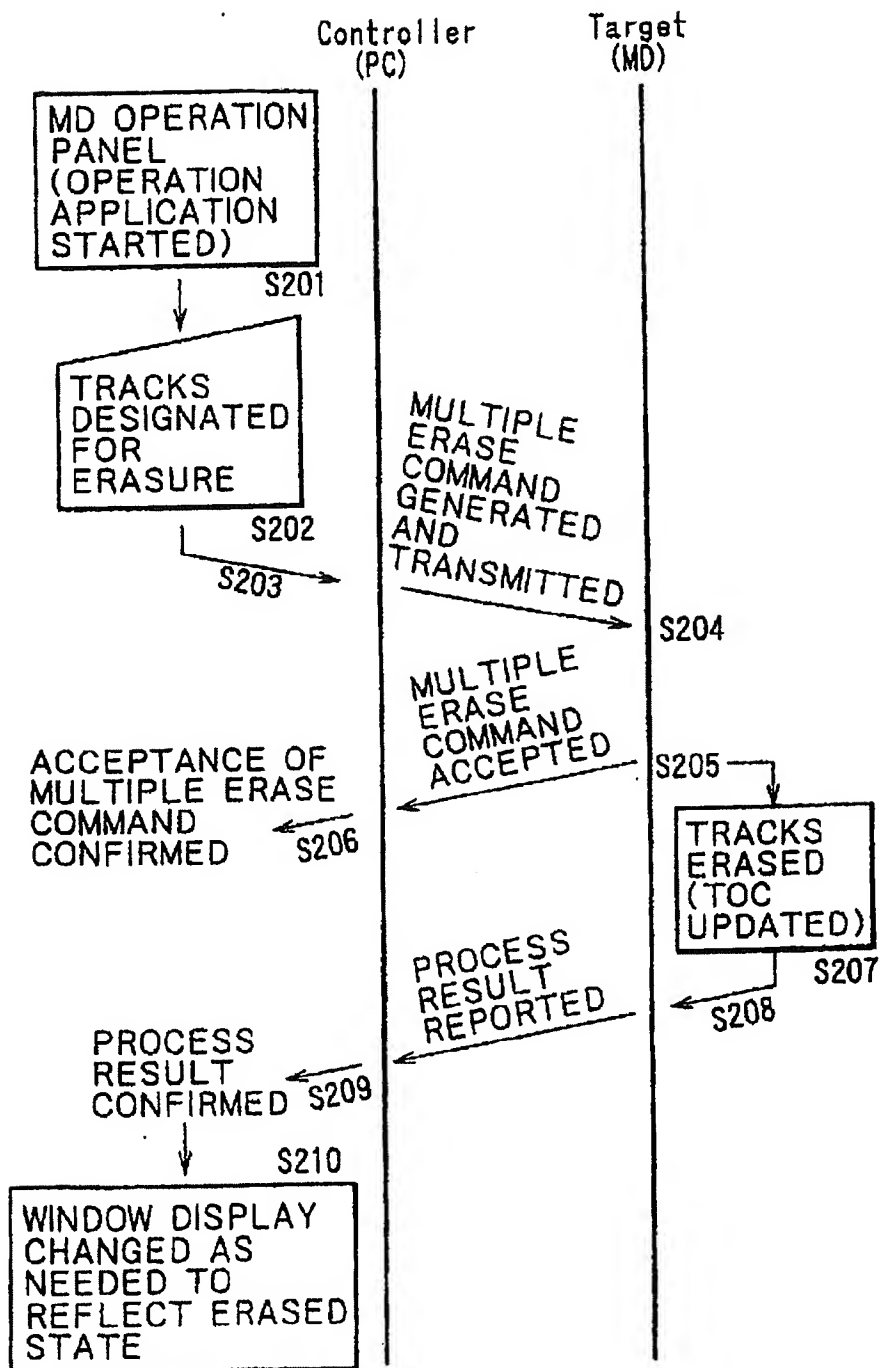 Controller
(PC)
Target
(MD)
MD OPERATION
PANEL
(OPERATION
APPLICATION
STARTED)
S201
TRACKS
DESIGNATED
FOR
ERASURE
S202
S203
MULTIPLE
ERASE
COMMAND
GENERATED
AND
TRANSMITTED
S204
MULTIPLE
ERASE
COMMAND
ACCEPTED
S205
ACCEPTANCE OF
MULTIPLE ERASE
COMMAND
CONFIRMED
S206
TRACKS
ERASED
(TOC
UPDATED)
S207
S208
PROCESS
RESULT
REPORTED
PROCESS
RESULT
CONFIRMED
S209
S210
WINDOW DISPLAY
CHANGED AS
NEEDED TO
REFLECT ERASED
STATE